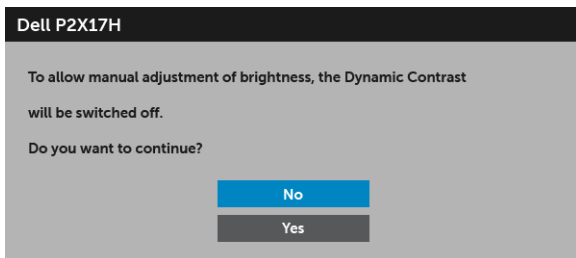 Dell P2X17H
To allow manual adjustment of brightness, the Dynamic Contrast
will be switched off.
Do you want to continue?
No
Yes